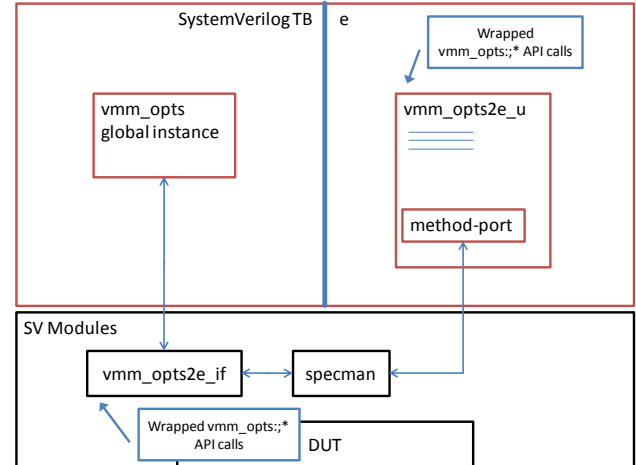 SystemVerilog TB
e
Wrapped
vmm_opts:;* API calls
vmm_opts
global instance
vmm_opts2e_u
method-port
SV Modules
vmm_opts2e_if
specman
Wrapped vmm_opts:;*
API calls
DUT